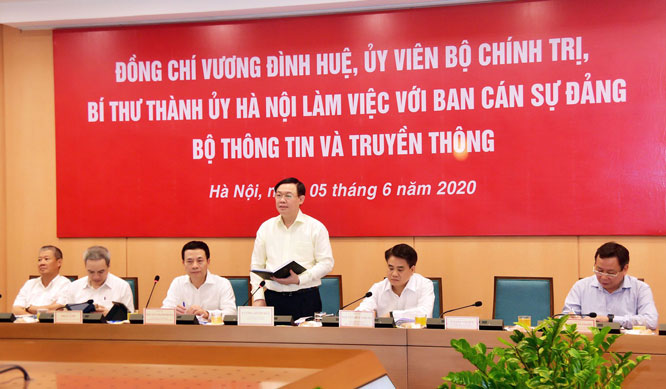 ĐỒNG CHÍ VƯƠNG ĐÌNH HUỆ, ỦY VIÊN BỘ CHÍNH TRỊ,
BÍ THƯ THÀNH ỦY HÀ NỘI LÀM VIỆC VỚI BAN CÁN SỰ ĐẢNG
BỘ THÔNG TIN VÀ TRUYỀN THÔNG
Hà Nội, 05 tháng 6 năm 2020